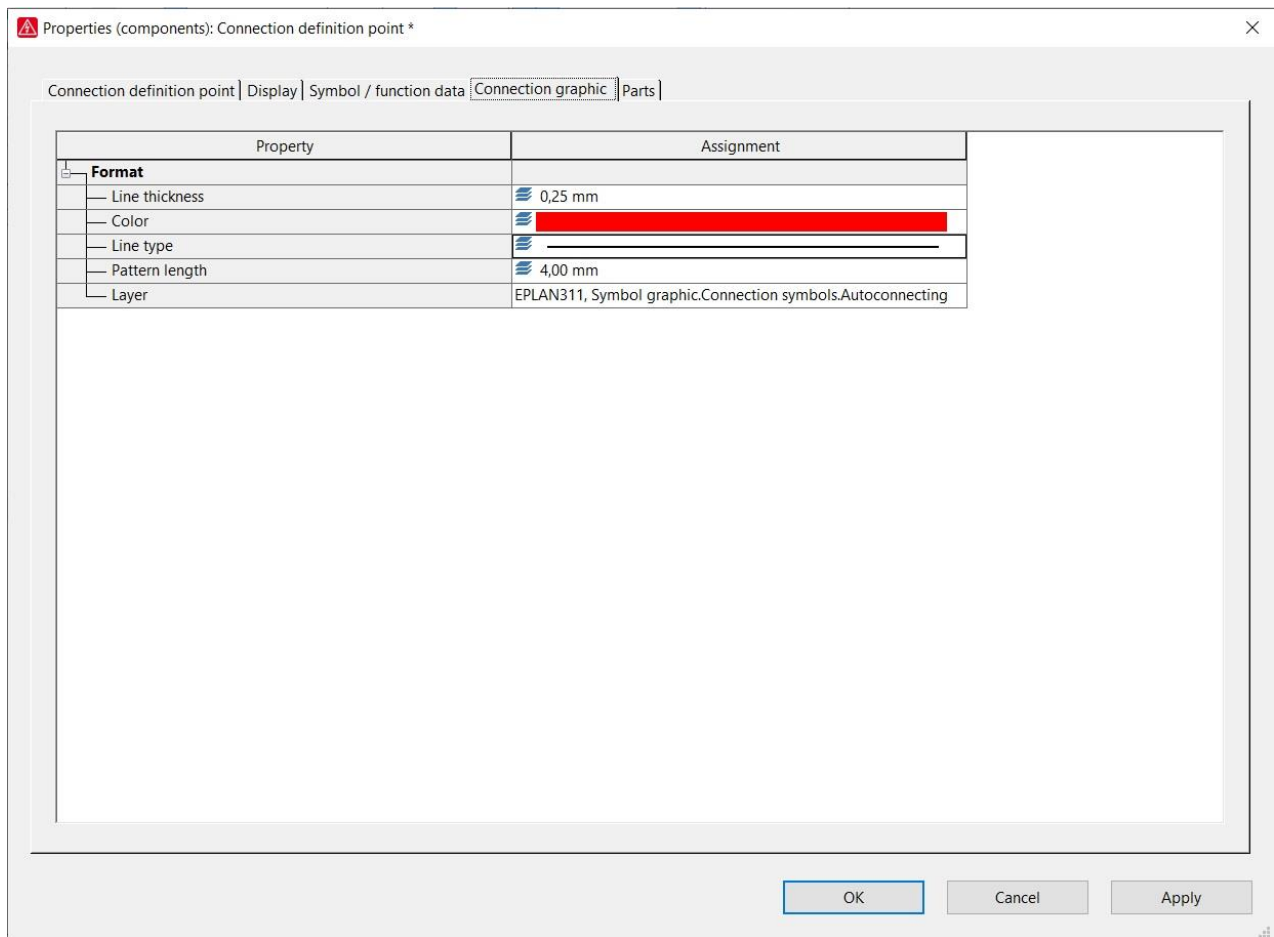 Properties (components): Connection definition point *
Connection definition point Display Symbol / function data Connection graphic Parts
Property Assignment
Format
Line thickness 0,25 mm
Color
Line type
Pattern length 4,00 mm
Layer EPLAN311, Symbol graphic.Connection symbols.Autoconnecting
OK Cancel Apply